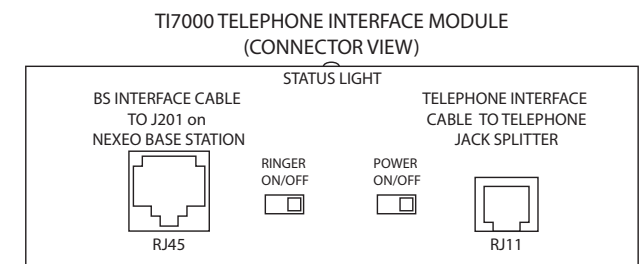 TI7000 TELEPHONE INTERFACE MODULE
(CONNECTOR VIEW)
STATUS LIGHT
BS INTERFACE CABLE
TO J201 on
NEXEO BASE STATION
TELEPHONE INTERFACE
CABLE TO TELEPHONE
JACK SPLITTER
RINGER
ON/OFF
POWER
ON/OFF
RJ45
RJ11